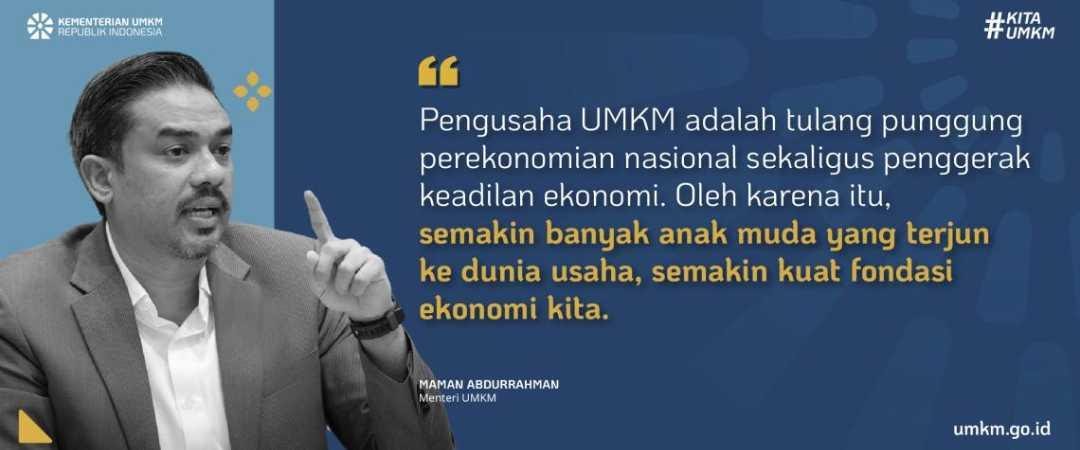 KEMENTERIAN UMKM
REPUBLIK INDONESIA
#KITA
UMKM
“
Pengusaha UMKM adalah tulang punggung
perekonomian nasional sekaligus penggerak
keadilan ekonomi. Oleh karena itu,
semakin banyak anak muda yang terjun
ke dunia usaha, semakin kuat fondasi
ekonomi kita.
MAMAN ABDURRAHMAN
Menteri UMKM
umkm.go.id